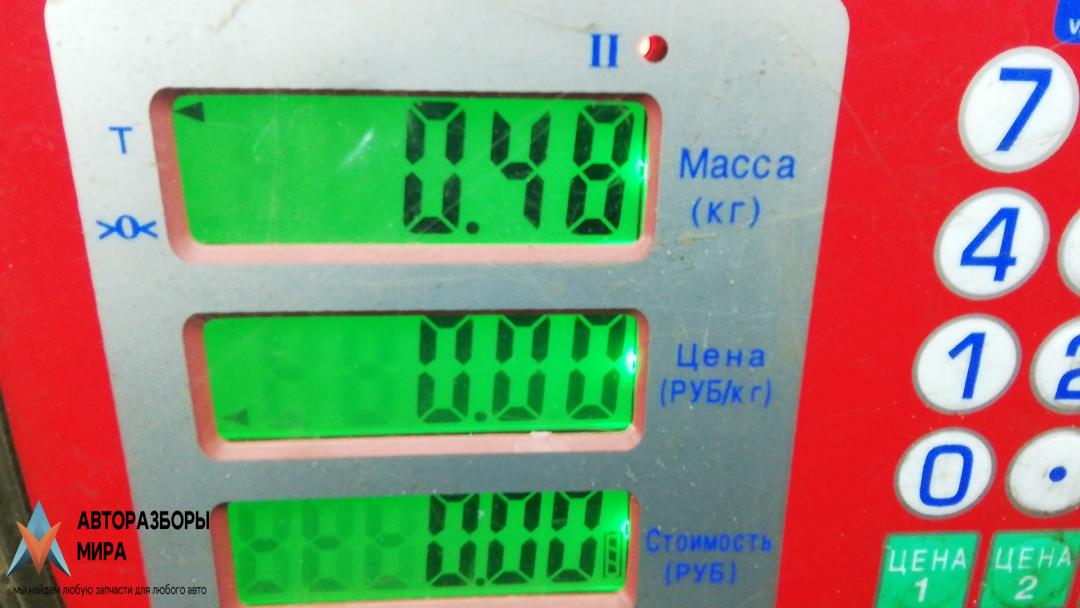 II
T
0.48
Масса
(кг)
>0<
0.00
Цена
(РУБ/кг)
0.00
Стоимость
(РУБ)
7
4
1
2
0
.
ЦЕНА
1
ЦЕНА
2
АВТОРАЗБОРЫ
МИРА
мы найдем любую запчасти для любого авто